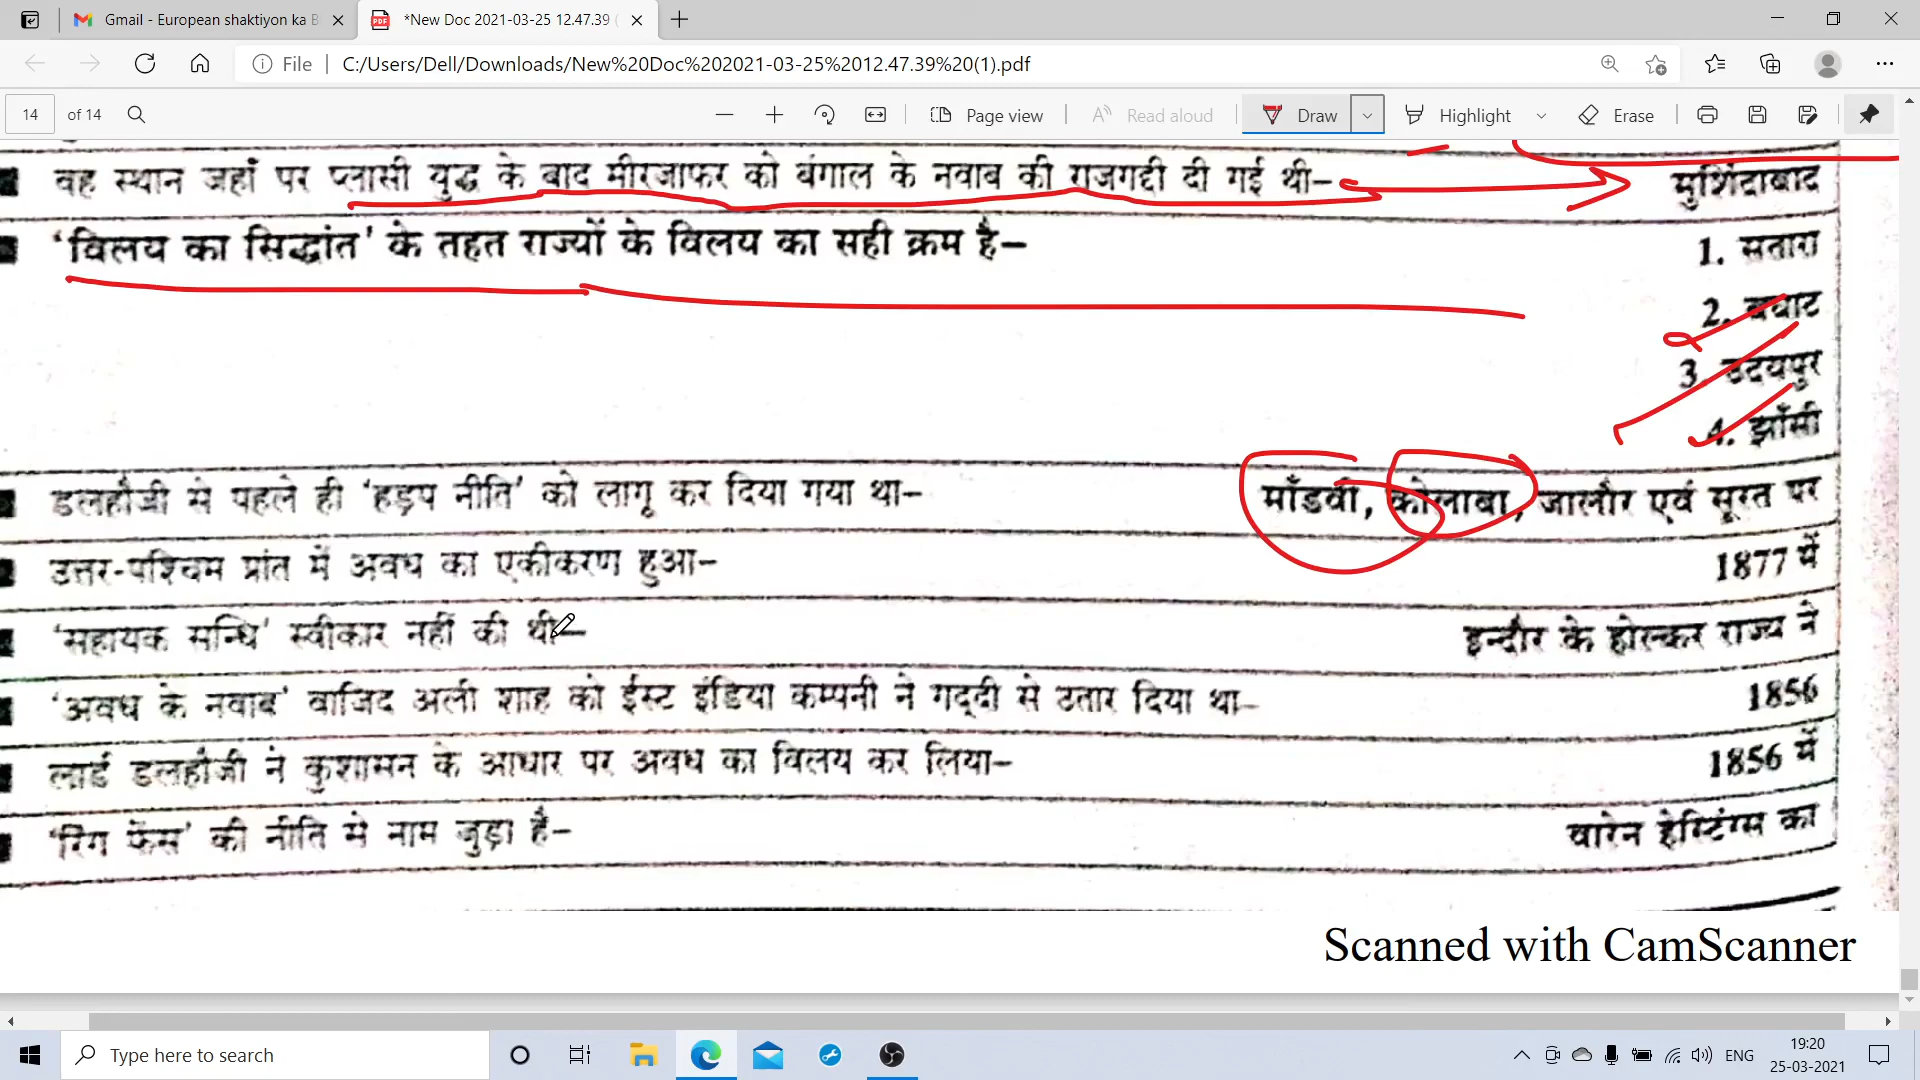 Gmail - European shaktiyon ka B
*New Doc 2021-03-25 12.47.39 (
File
C:/Users/Dell/Downloads/New%20Doc%202021-03-25%2012.47.39%20(1).pdf
14 of 14
Page view
Read aloud
Draw
Highlight
Erase
वह स्थान जहाँ पर प्लासी युद्ध के बाद मीरजाफर को बंगाल के नवाब की राजगद्दी दी गई थी– मुर्शिदाबाद
'विलय का सिद्धांत' के तहत राज्यों के विलय का सही क्रम है– 1. सतारा
2. बघाट
3. उदयपुर
4. झाँसी
डलहौजी से पहले ही 'हड़प नीति' को लागू कर दिया गया था– माँडवी, कोलाबा, जालौर एवं सूरत पर
उत्तर-पश्चिम प्रांत में अवध का एकीकरण हुआ– 1877 में
'सहायक सन्धि' स्वीकार नहीं की थी– इन्दौर के होल्कर राज्य ने
'अवध के नवाब' वाजिद अली शाह को ईस्ट इंडिया कम्पनी ने गद्दी से उतार दिया था– 1856
लार्ड डलहौजी ने कुशासन के आधार पर अवध का विलय कर लिया– 1856 में
'रिंग फेंस' की नीति से नाम जुड़ा है– वारेन हेस्टिंग्स का
Scanned with CamScanner
Type here to search
ENG
19:20
25-03-2021